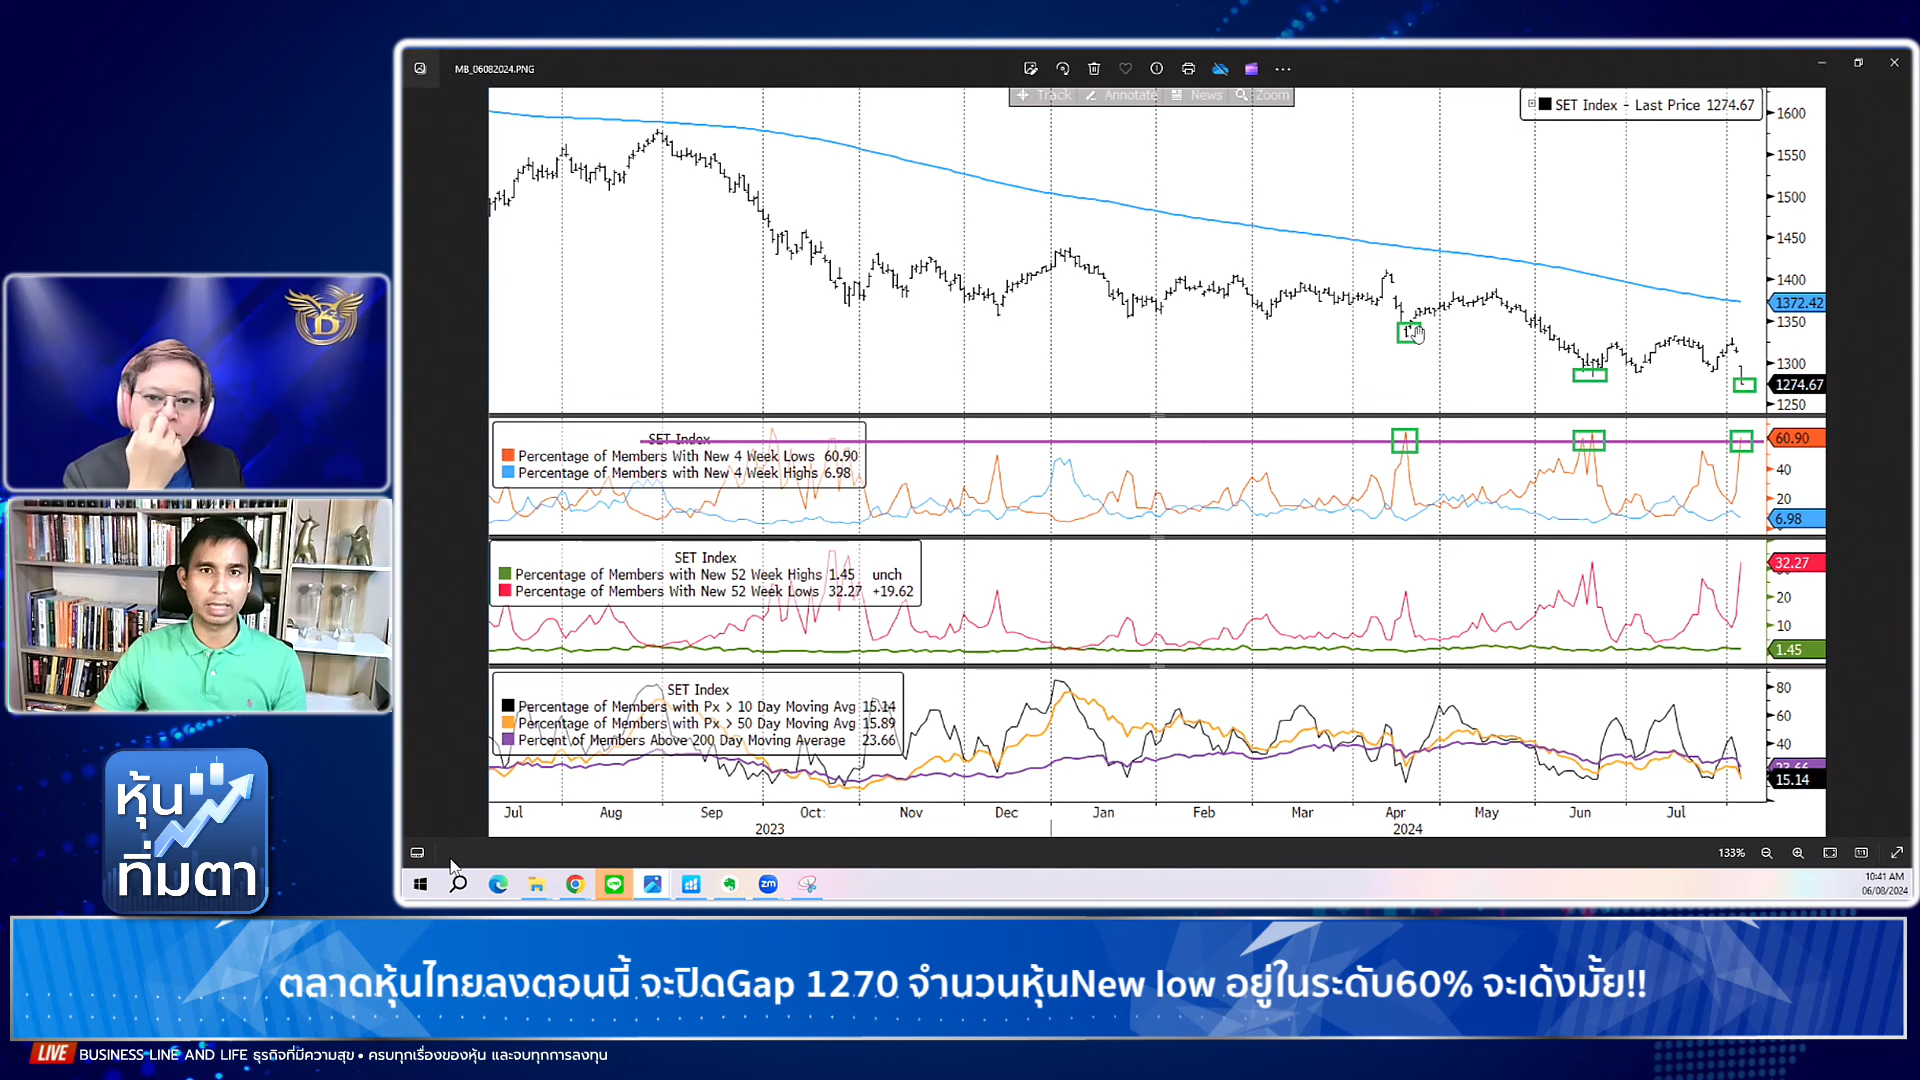 MB_06082024.PNG
Track Annotate News Zoom
SET Index - Last Price 1274.67
1600
1550
1500
1450
1400
1372.42
1350
1300
1274.67
1250
SET Index
Percentage of Members With New 4 Week Lows 60.90
Percentage of Members with New 4 Week Highs 6.98
60.90
40
20
6.98
SET Index
Percentage of Members with New 52 Week Highs 1.45 unch
Percentage of Members With New 52 Week Lows 32.27 +19.62
32.27
20
10
1.45
SET Index
Percentage of Members with Px > 10 Day Moving Avg 15.14
Percentage of Members with Px > 50 Day Moving Avg 15.89
Percent of Members Above 200 Day Moving Average 23.66
80
60
40
23.66
15.14
Jul Aug Sep Oct Nov Dec Jan Feb Mar Apr May Jun Jul
2023 2024
133%
zm
10:41 AM
06/08/2024
หุ้น
ทิ่มตา
ตลาดหุ้นไทยลงตอนนี้ จะปิดGap 1270 จำนวนหุ้นNew low อยู่ในระดับ60% จะเด้งมั้ย!!
LIVE BUSINESS LINE AND LIFE ธุรกิจที่มีความสุข • ครบทุกเรื่องของหุ้น และจบทุกการลงทุน